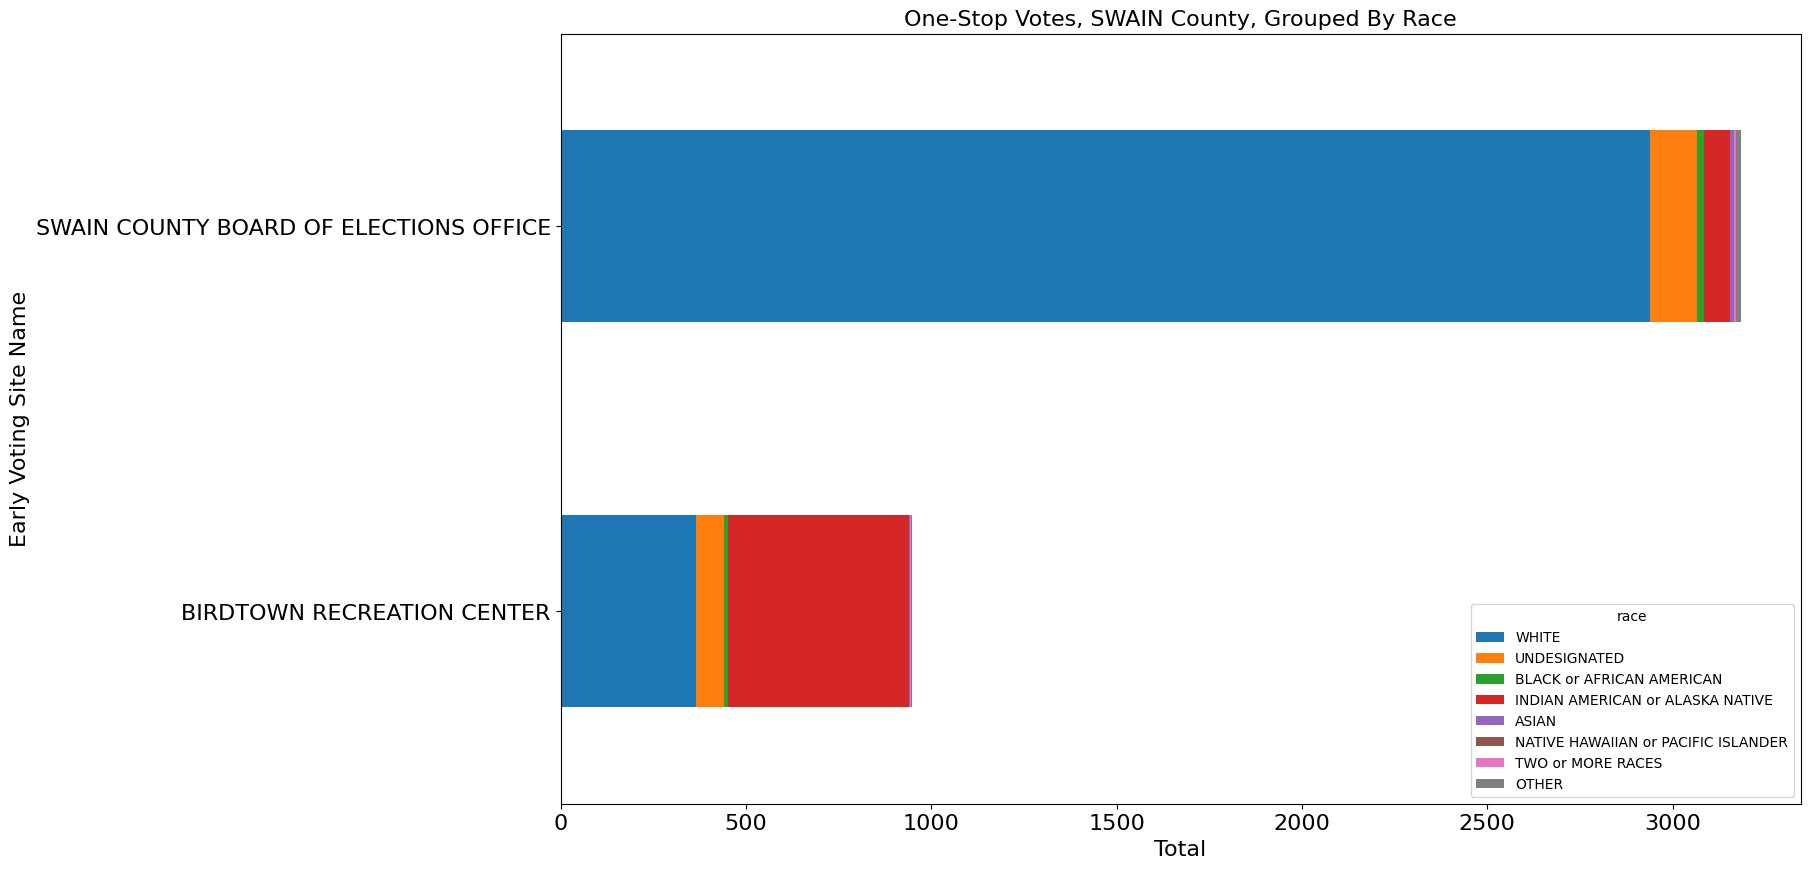 One-Stop Votes, SWAIN County, Grouped By Race
Early Voting Site Name
SWAIN COUNTY BOARD OF ELECTIONS OFFICE
BIRDTOWN RECREATION CENTER
race
WHITE
UNDESIGNATED
BLACK or AFRICAN AMERICAN
INDIAN AMERICAN or ALASKA NATIVE
ASIAN
NATIVE HAWAIIAN or PACIFIC ISLANDER
TWO or MORE RACES
OTHER
0 500 1000 1500 2000 2500 3000
Total